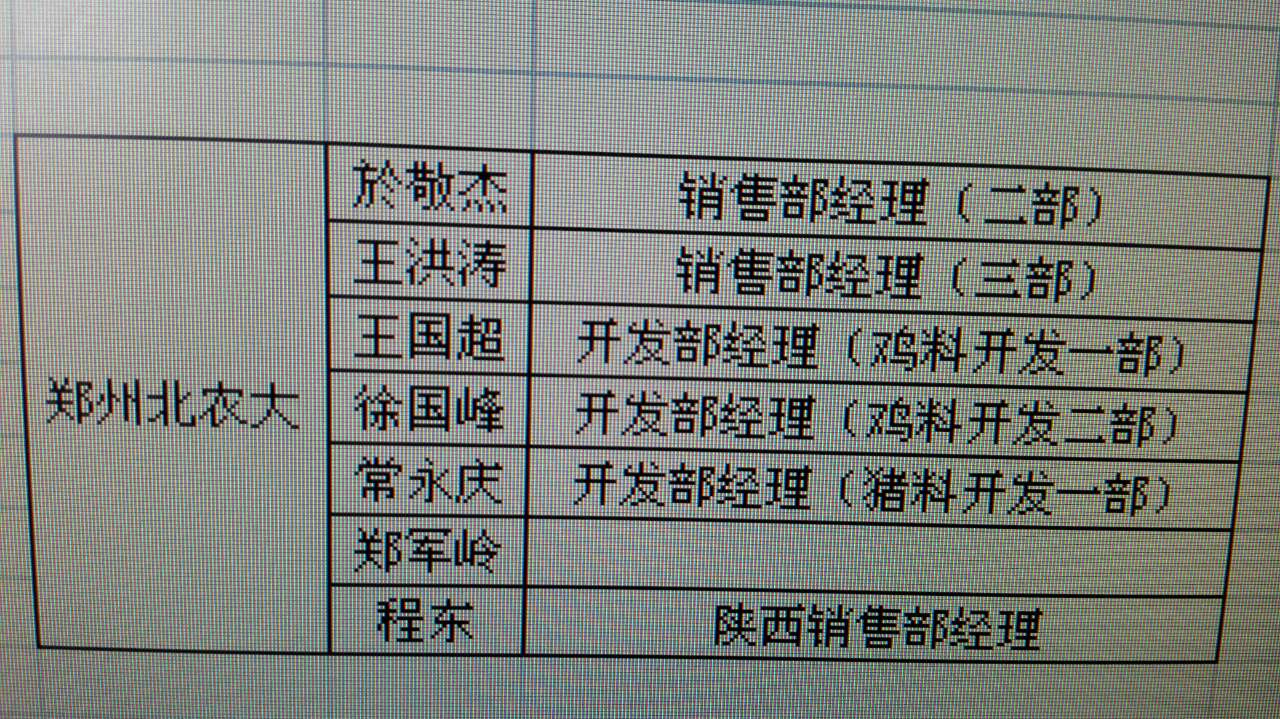 於敬杰 销售部经理（二部）
王洪涛 销售部经理（三部）
王国超 开发部经理（鸡料开发一部）
郑州北农大 徐国峰 开发部经理（鸡料开发二部）
常永庆 开发部经理（猪料开发一部）
郑军岭
程东 陕西销售部经理